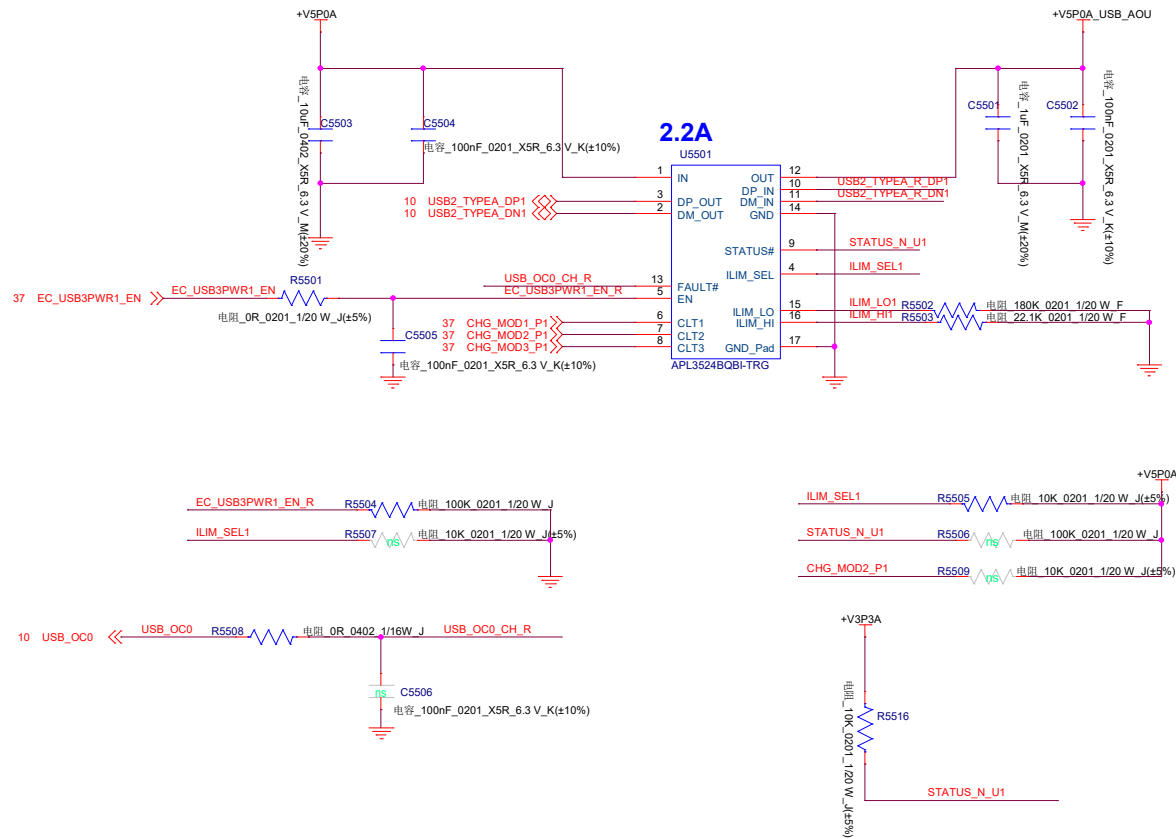 +V5P0A
+V5P0A_USB_AOU
C5503
电容_10uF_0402_X5R_6.3 V_M(±20%)
C5504
电容_100nF_0201_X5R_6.3 V_K(±10%)
C5501
电容_1uF_0201_X5R_6.3 V_M(±20%)
C5502
电容_100nF_0201_X5R_6.3 V_K(±10%)
2.2A
U5501
1 IN
OUT 12
DP_IN 10 USB2_TYPEA_R_DP1
10 USB2_TYPEA_DP1 3 DP_OUT
DM_IN 11 USB2_TYPEA_R_DN1
10 USB2_TYPEA_DN1 2 DM_OUT
GND 14
STATUS# 9 STATUS_N_U1
ILIM_SEL 4 ILIM_SEL1
USB_OC0_CH_R 13 FAULT#
37 EC_USB3PWR1_EN EC_USB3PWR1_EN R5501 EC_USB3PWR1_EN_R 5 EN
电阻_0R_0201_1/20 W_J(±5%)
ILIM_LO 15 ILIM_LO1 R5502 电阻_180K_0201_1/20 W_F
ILIM_HI 16 ILIM_HI1 R5503 电阻_22.1K_0201_1/20 W_F
37 CHG_MOD1_P1 6 CLT1
37 CHG_MOD2_P1 7 CLT2
37 CHG_MOD3_P1 8 CLT3
GND_Pad 17
C5505
电容_100nF_0201_X5R_6.3 V_K(±10%)
APL3524BQBI-TRG
EC_USB3PWR1_EN_R R5504 电阻_100K_0201_1/20 W_J
ILIM_SEL1 R5507 ns 电阻_10K_0201_1/20 W_J(±5%)
+V5P0A
ILIM_SEL1 R5505 电阻_10K_0201_1/20 W_J(±5%)
STATUS_N_U1 R5506 ns 电阻_100K_0201_1/20 W_J
CHG_MOD2_P1 R5509 ns 电阻_10K_0201_1/20 W_J(±5%)
10 USB_OC0 USB_OC0 R5508 电阻_0R_0402_1/16W_J USB_OC0_CH_R
ns C5506
电容_100nF_0201_X5R_6.3 V_K(±10%)
+V3P3A
R5516
电阻_10K_0201_1/20 W_J(±5%)
STATUS_N_U1